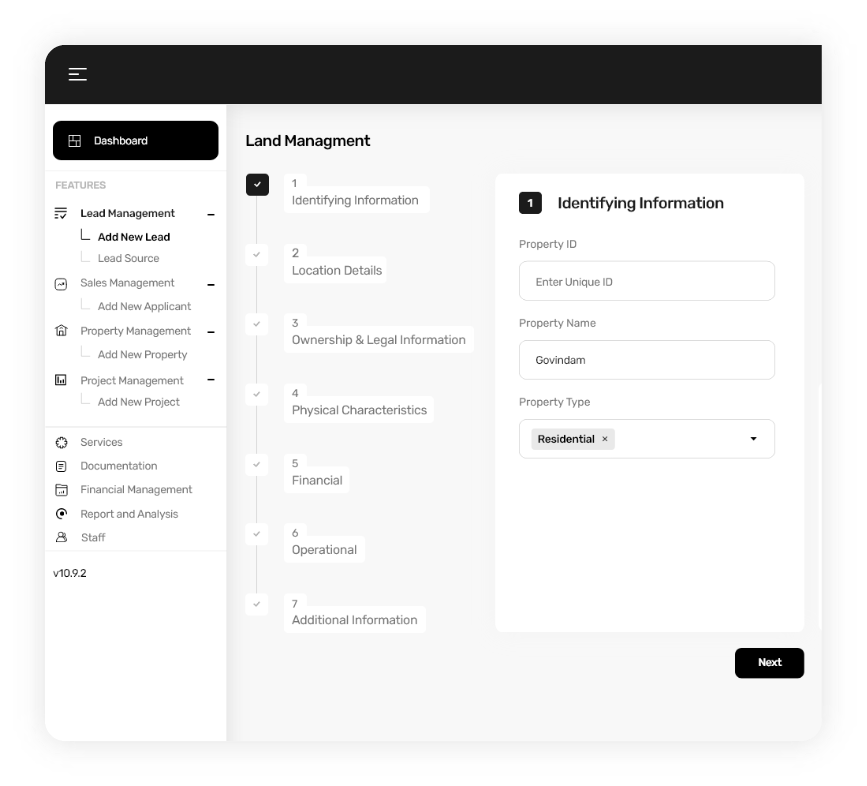 Dashboard
FEATURES
Lead Management
Add New Lead
Lead Source
Sales Management
Add New Applicant
Property Management
Add New Property
Project Management
Add New Project
Services
Documentation
Financial Management
Report and Analysis
Staff
v10.9.2
Land Managment
1
Identifying Information
2
Location Details
3
Ownership & Legal Information
4
Physical Characteristics
5
Financial
6
Operational
7
Additional Information
1 Identifying Information
Property ID
Enter Unique ID
Property Name
Govindam
Property Type
Residential ×
Next